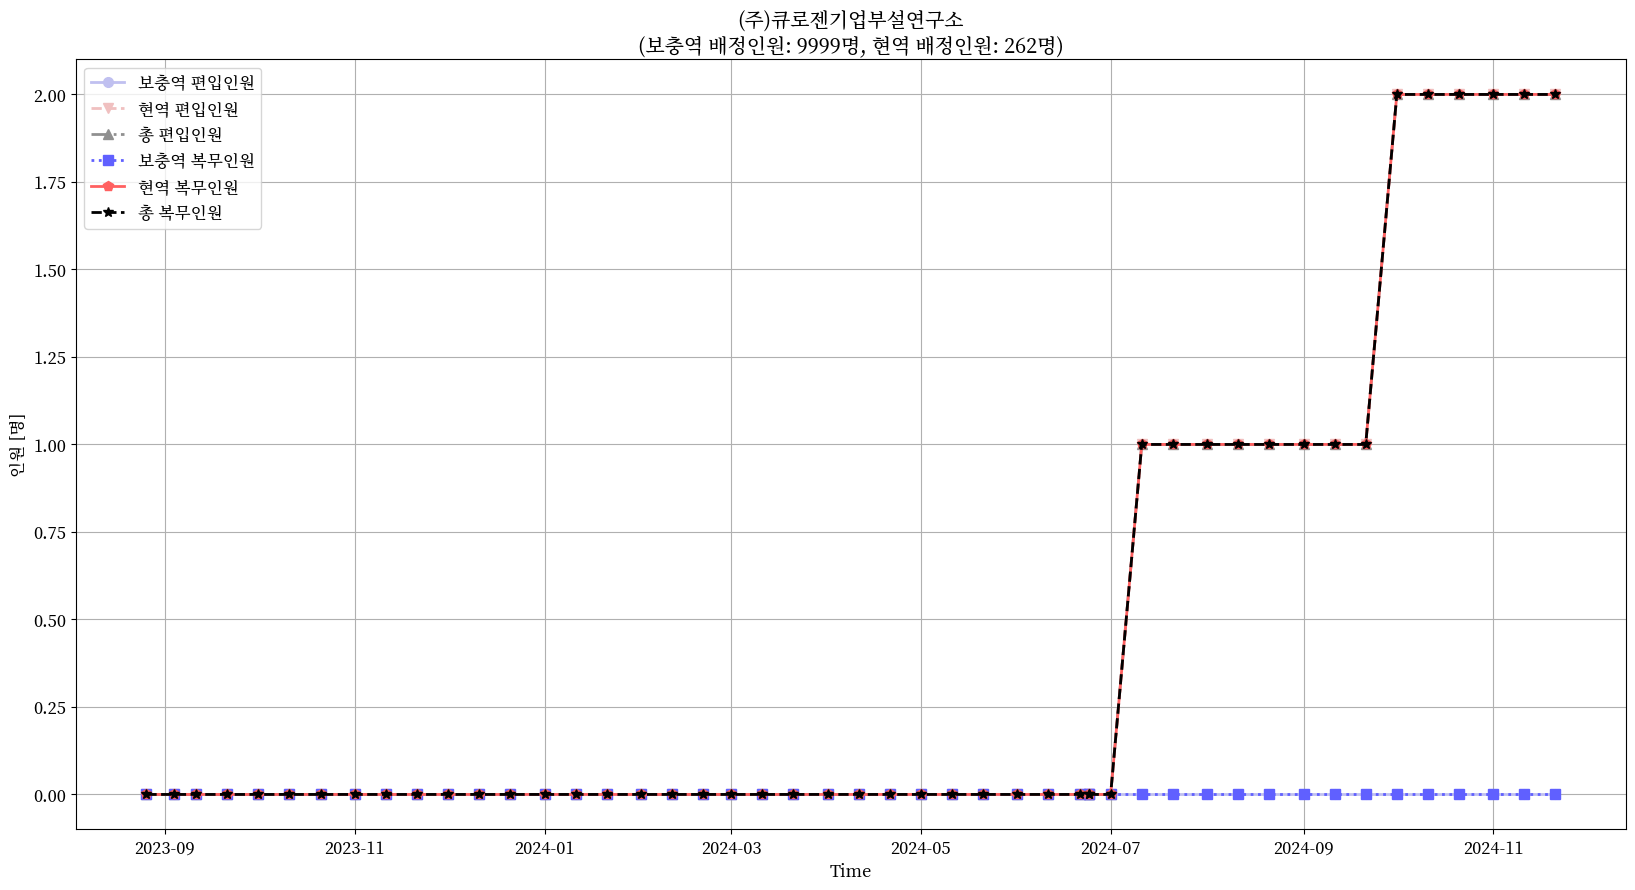 (주)큐로젠기업부설연구소
(보충역 배정인원: 9999명, 현역 배정인원: 262명)
보충역 편입인원
현역 편입인원
총 편입인원
보충역 복무인원
현역 복무인원
총 복무인원
2.00
1.75
1.50
1.25
1.00
0.75
0.50
0.25
0.00
인원 [명]
2023-09
2023-11
2024-01
2024-03
2024-05
2024-07
2024-09
2024-11
Time